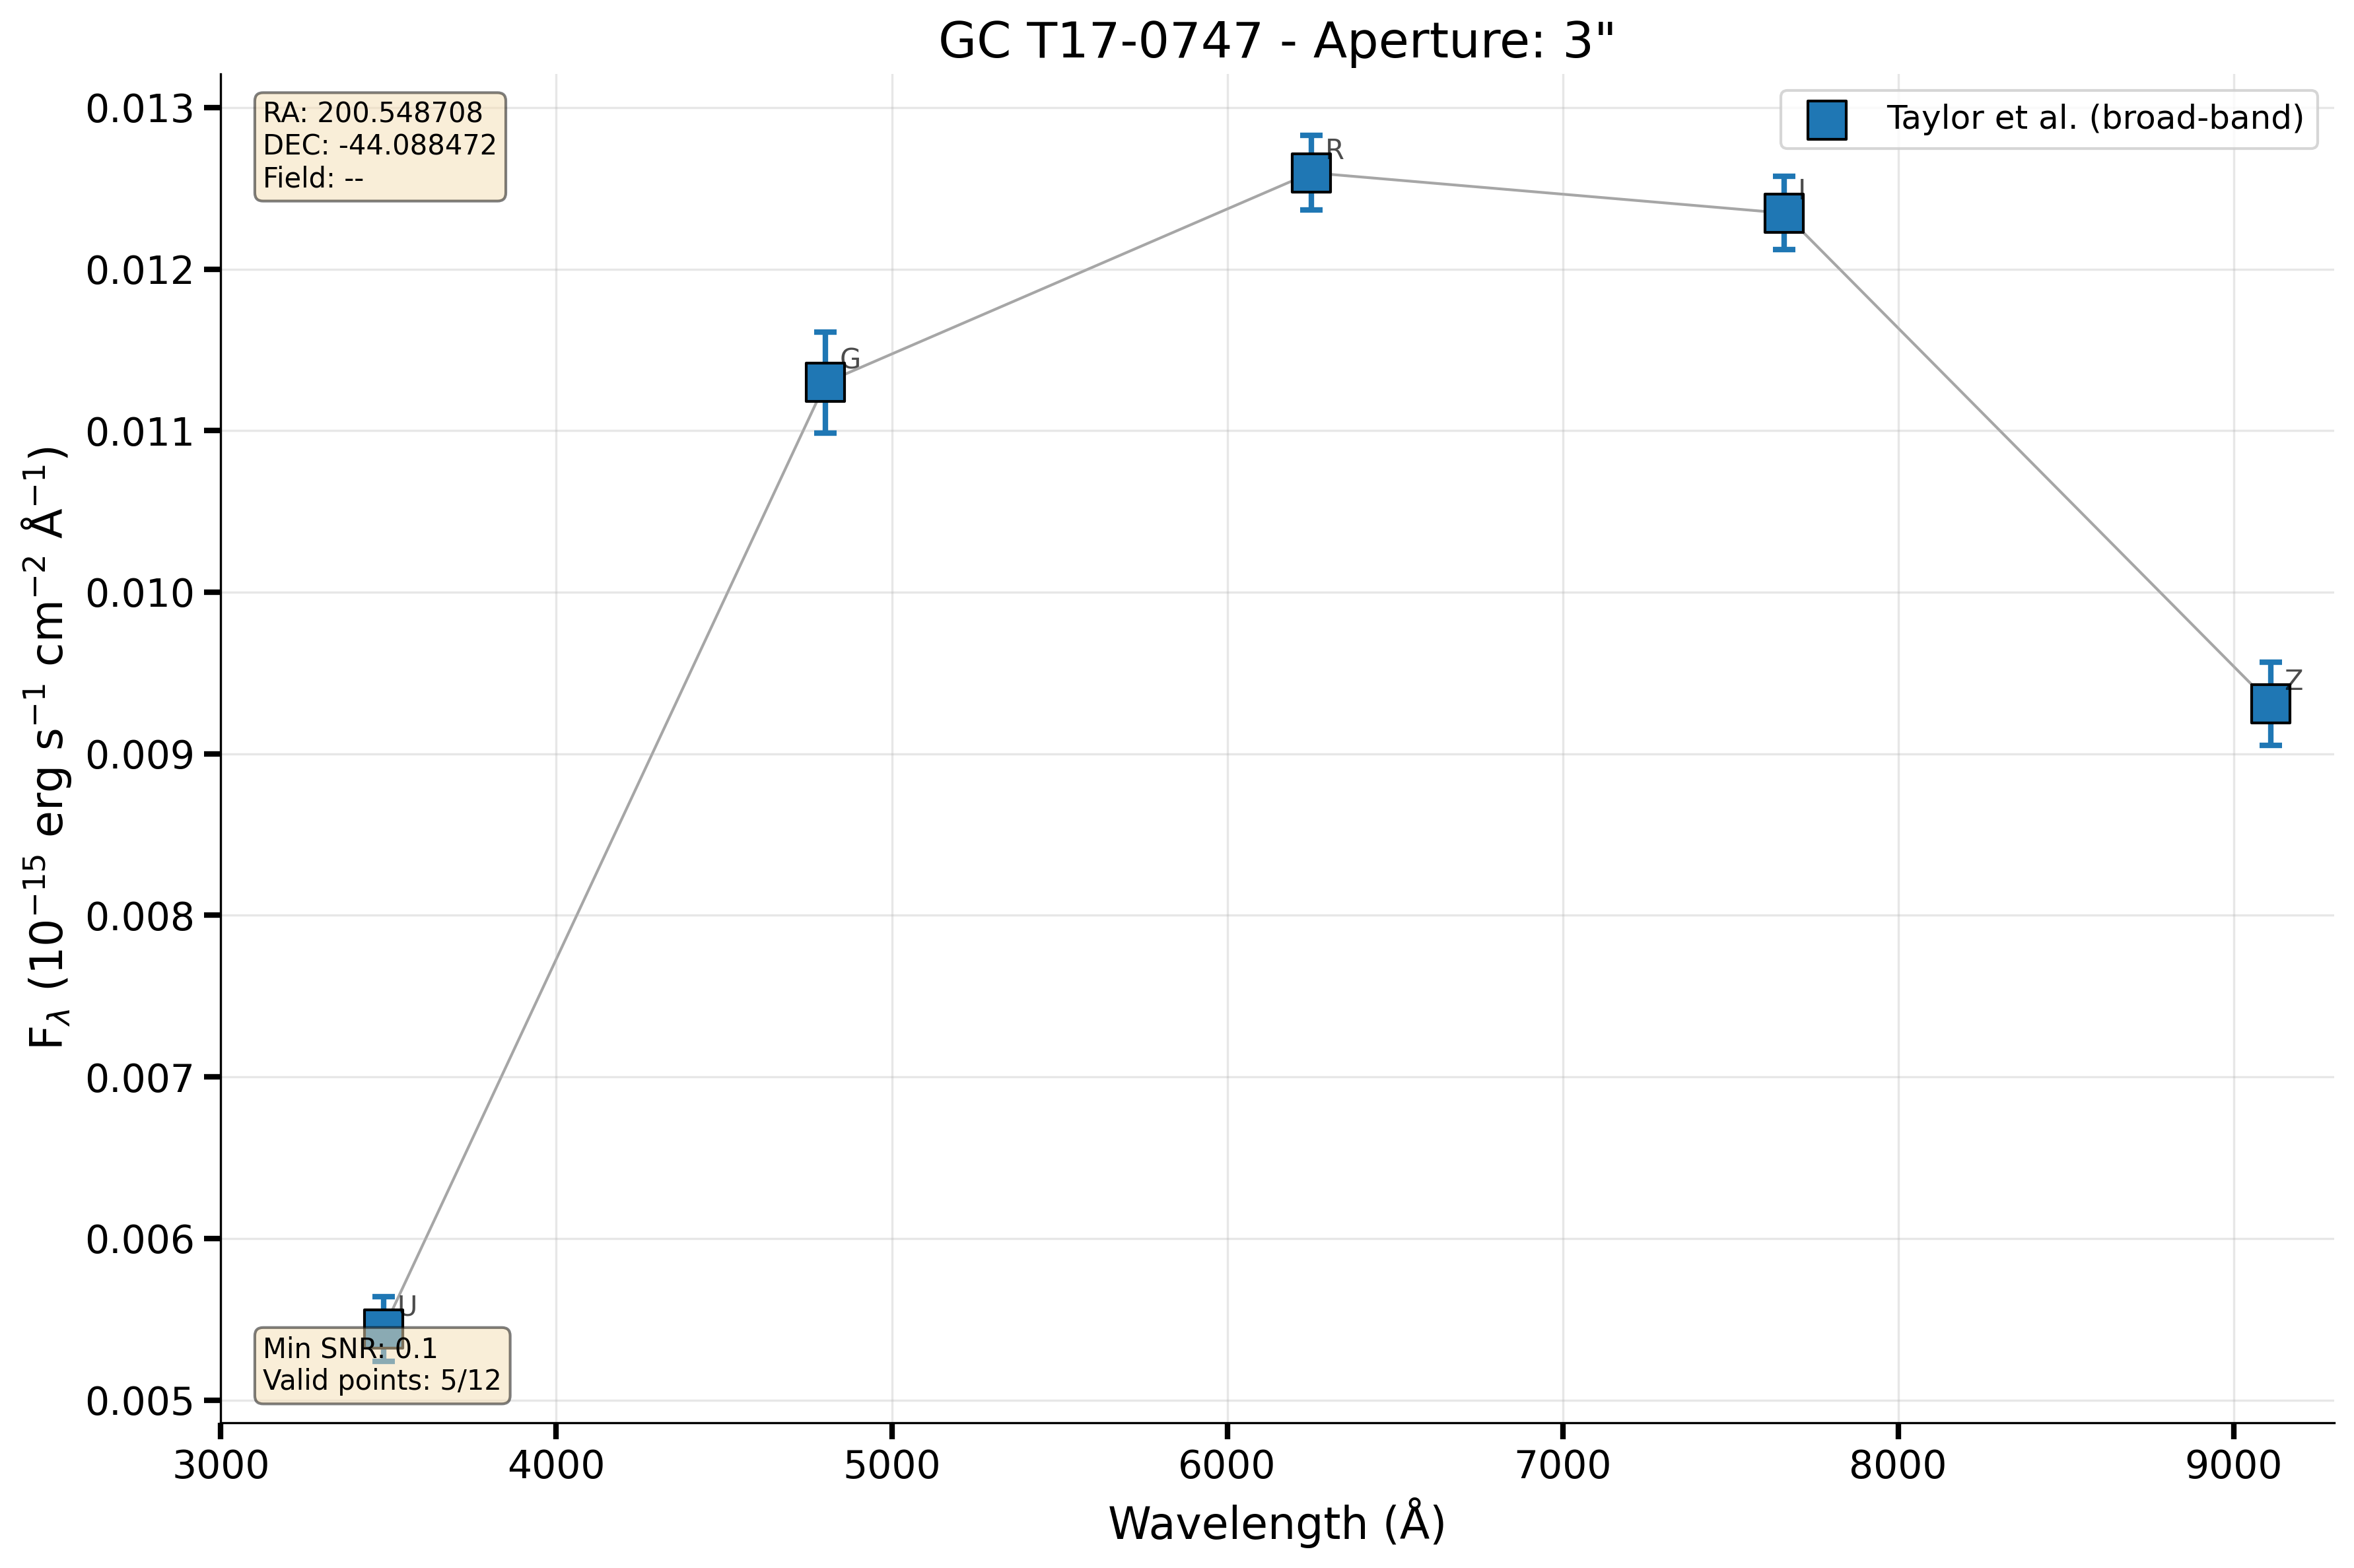 GC T17-0747 - Aperture: 3"
RA: 200.548708
DEC: -44.088472
Field: --
Taylor et al. (broad-band)
R
I
G
Z
U
Min SNR: 0.1
Valid points: 5/12
0.013
0.012
0.011
0.010
0.009
0.008
0.007
0.006
0.005
F_λ (10⁻¹⁵ erg s⁻¹ cm⁻² Å⁻¹)
3000 4000 5000 6000 7000 8000 9000
Wavelength (Å)